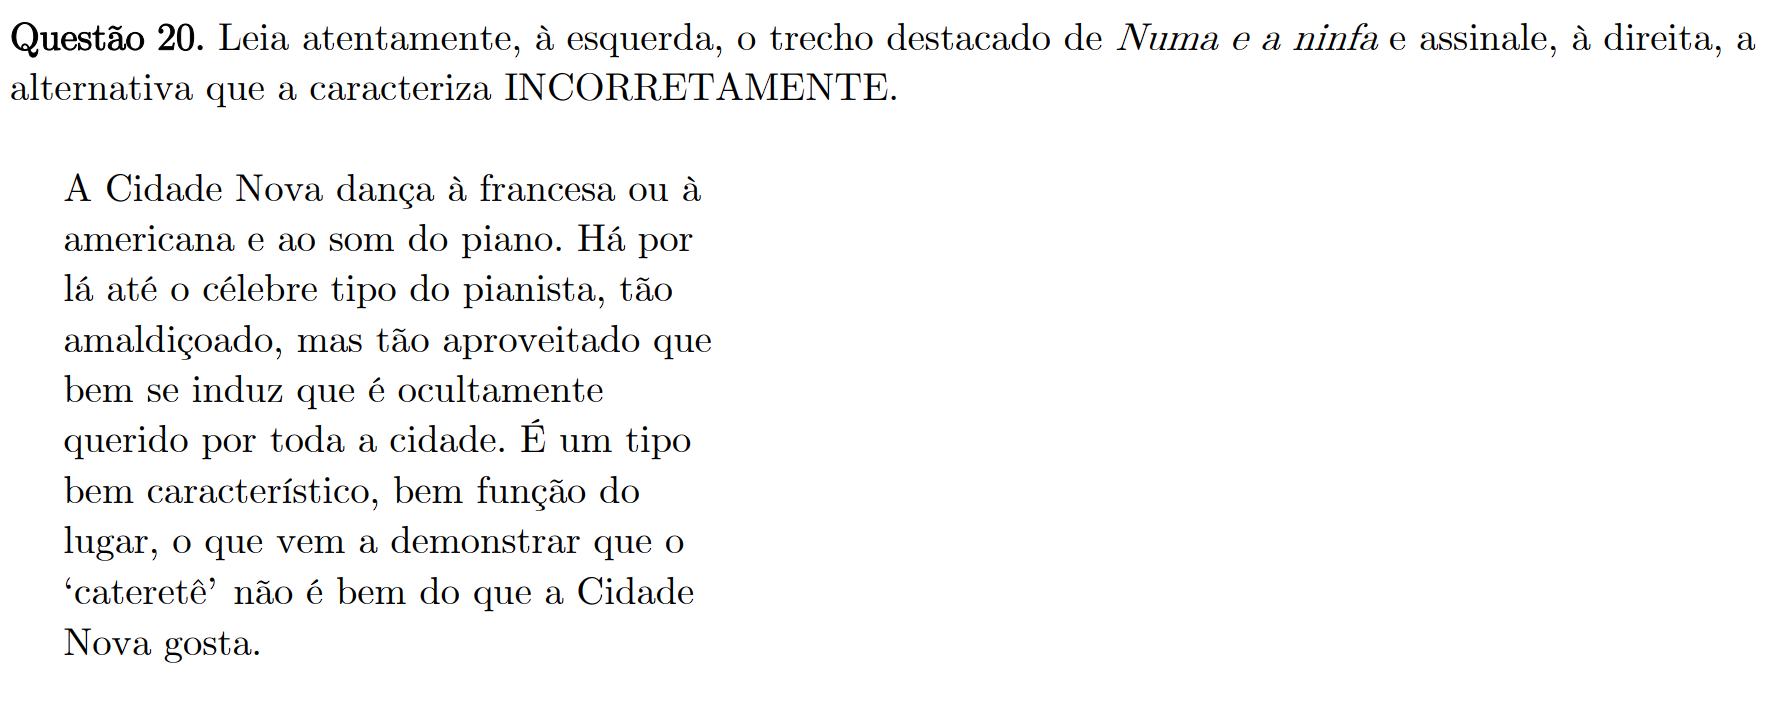 Questão 20. Leia atentamente, à esquerda, o trecho destacado de Numa e a ninfa e assinale, à direita, a
alternativa que a caracteriza INCORRETAMENTE.
A Cidade Nova dança à francesa ou à
americana e ao som do piano. Há por
lá até o célebre tipo do pianista, tão
amaldiçoado, mas tão aproveitado que
bem se induz que é ocultamente
querido por toda a cidade. É um tipo
bem característico, bem função do
lugar, o que vem a demonstrar que o
‘cateretê’ não é bem do que a Cidade
Nova gosta.